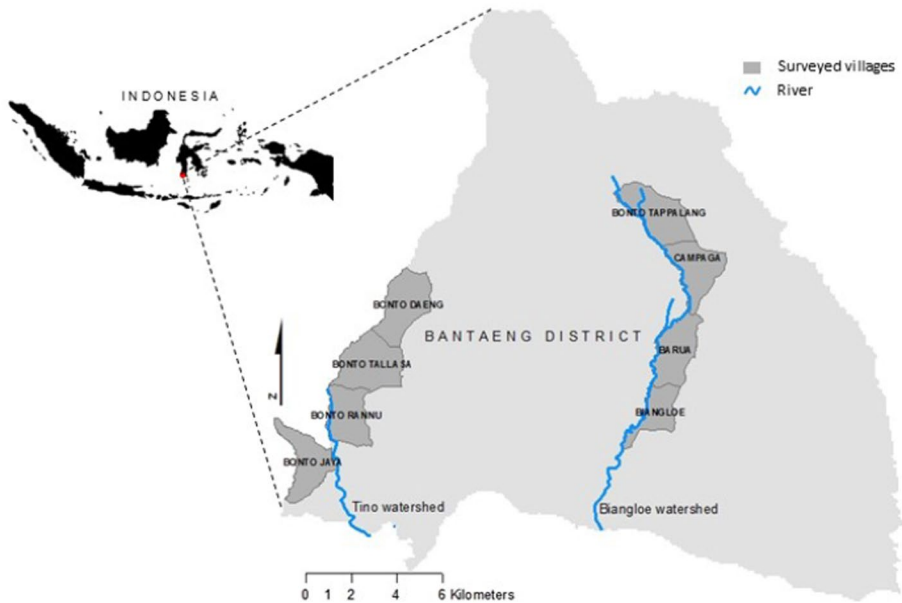 INDONESIA
Surveyed villages
River
BONTO TAPPALANG
CAMPAGA
BONTO DAENG
BANTAENG DISTRICT
BARUA
BONTO TALLASA
N
BONTO RANNU
BIANGLOE
BONTO JAYA
Tino watershed
Biangloe watershed
0 1 2 4 6 Kilometers